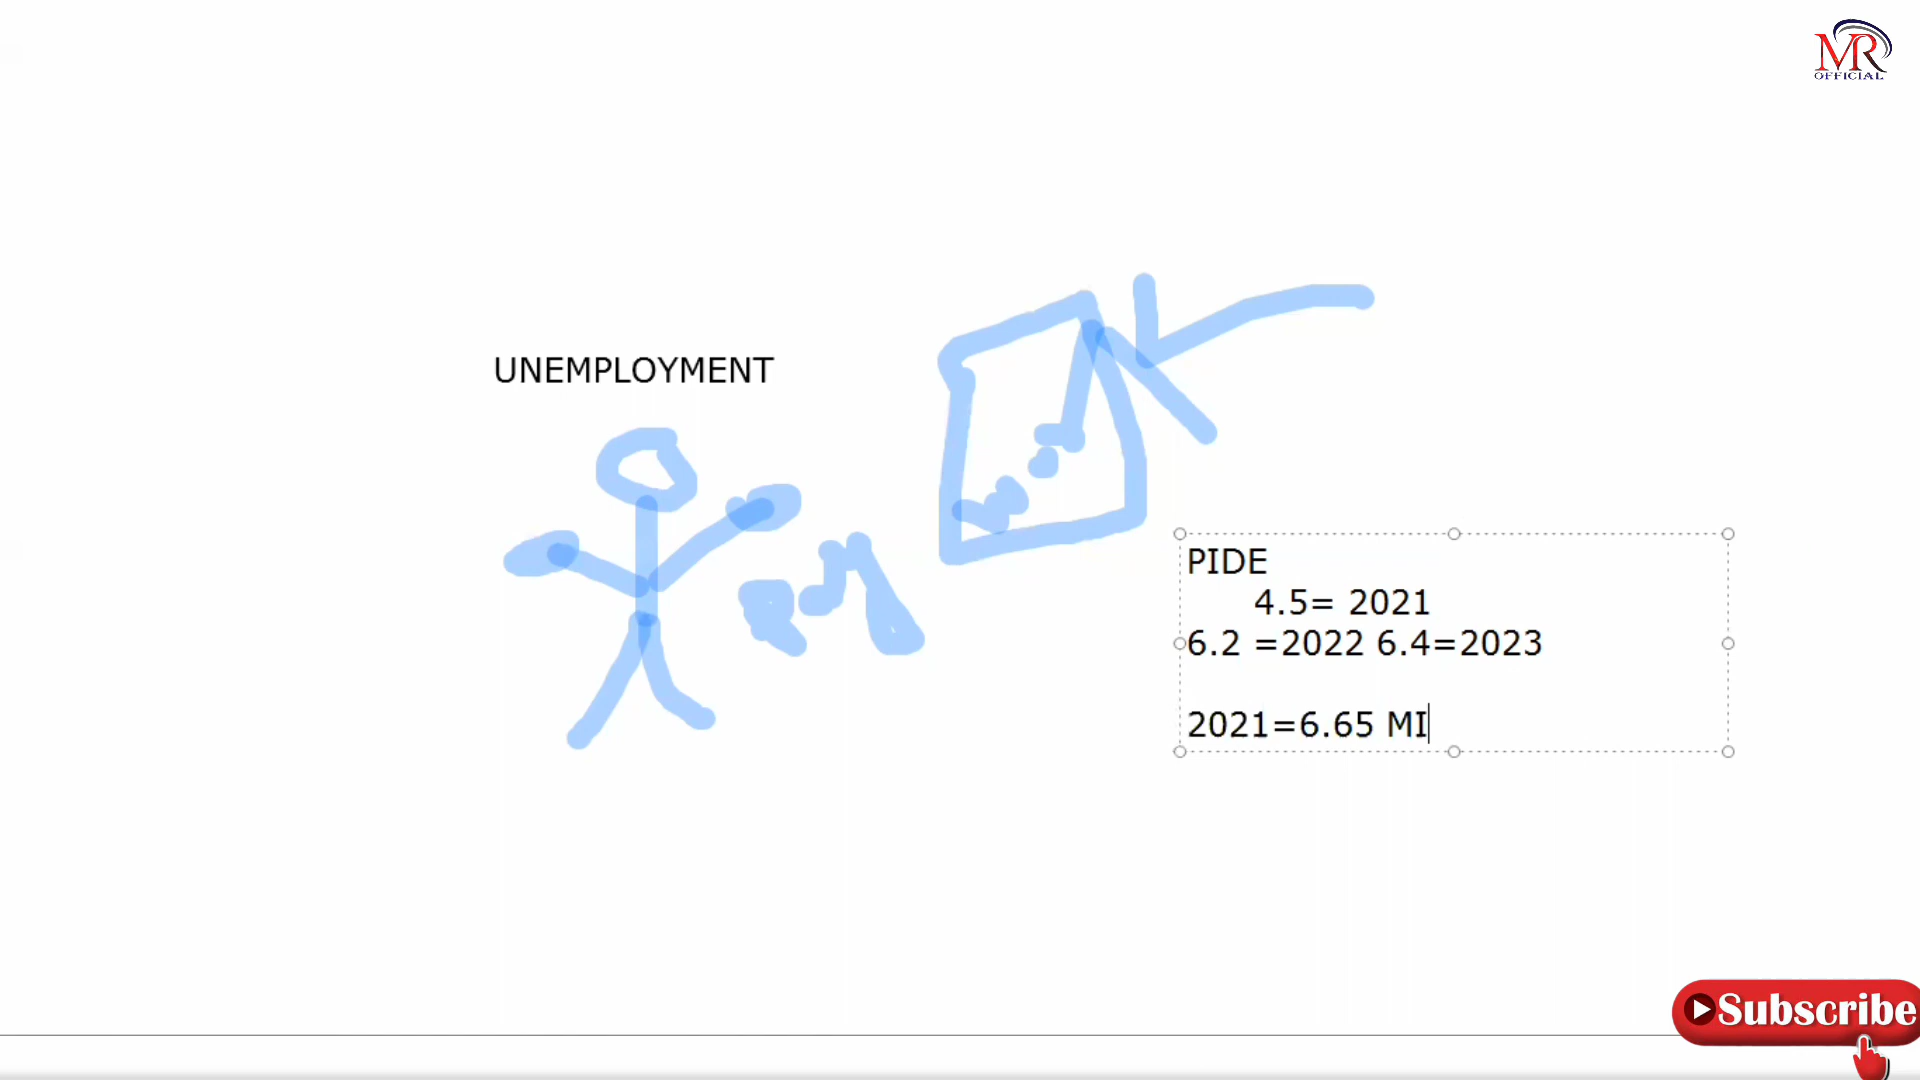 MR
OFFICIAL
UNEMPLOYMENT
PIDE
4.5= 2021
6.2 =2022 6.4=2023
2021=6.65 MI
Subscribe